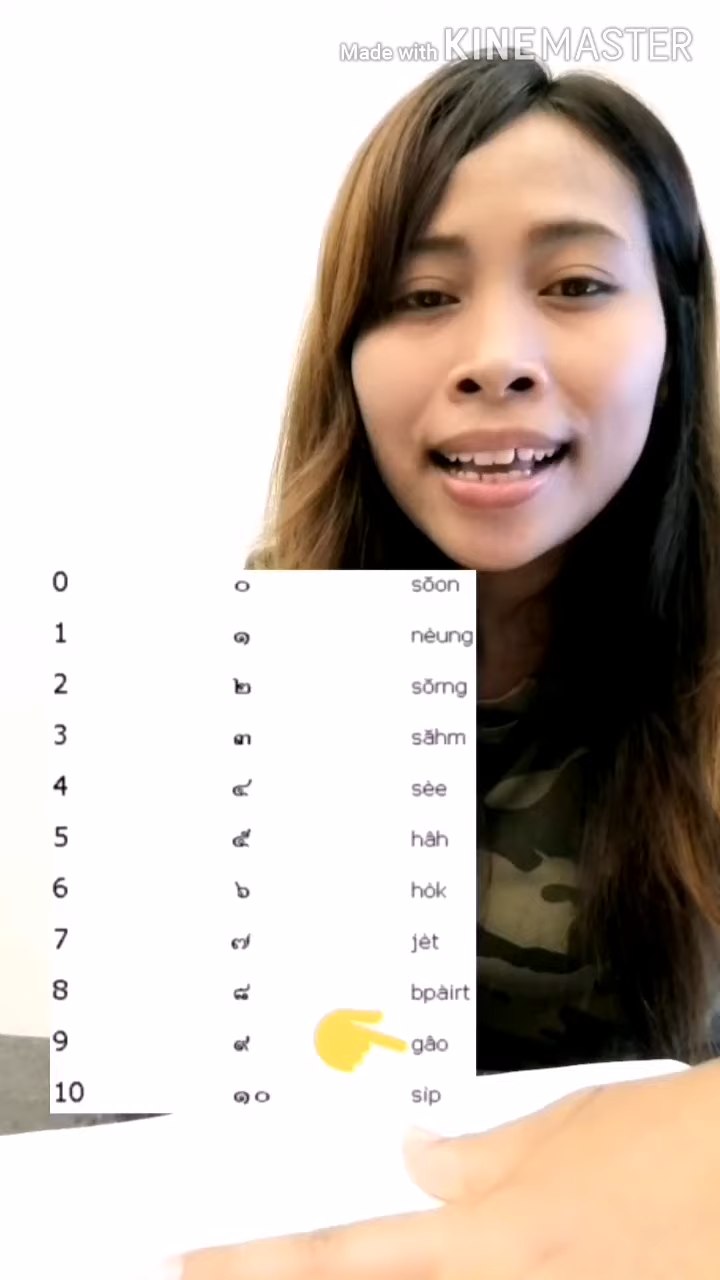 Made with KINEMASTER
0 ๐ sŏon
1 ๑ nèung
2 ๒ sŏrng
3 ๓ săhm
4 ๔ sèe
5 ๕ hâh
6 ๖ hòk
7 ๗ jèt
8 ๘ bpàirt
9 ๙ gâo
10 ๑๐ sìp